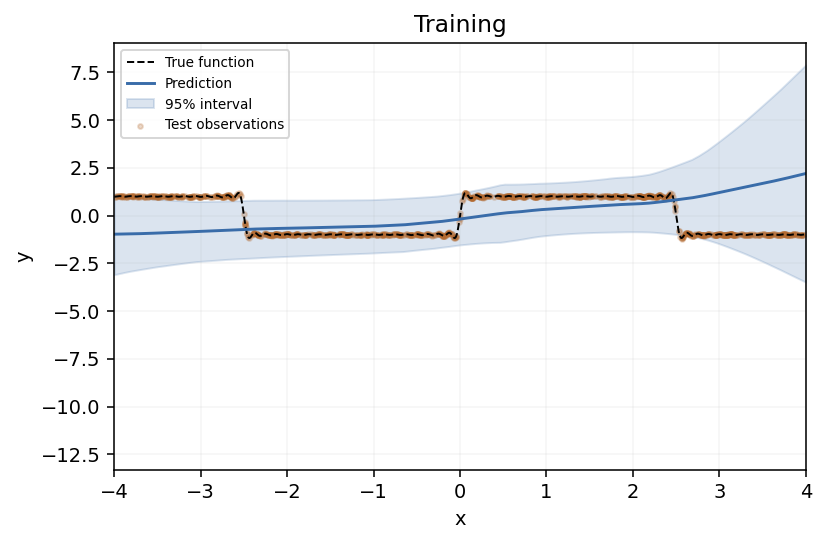 Training
True function
Prediction
95% interval
Test observations
y
7.5
5.0
2.5
0.0
−2.5
−5.0
−7.5
−10.0
−12.5
−4
−3
−2
−1
0
1
2
3
4
x